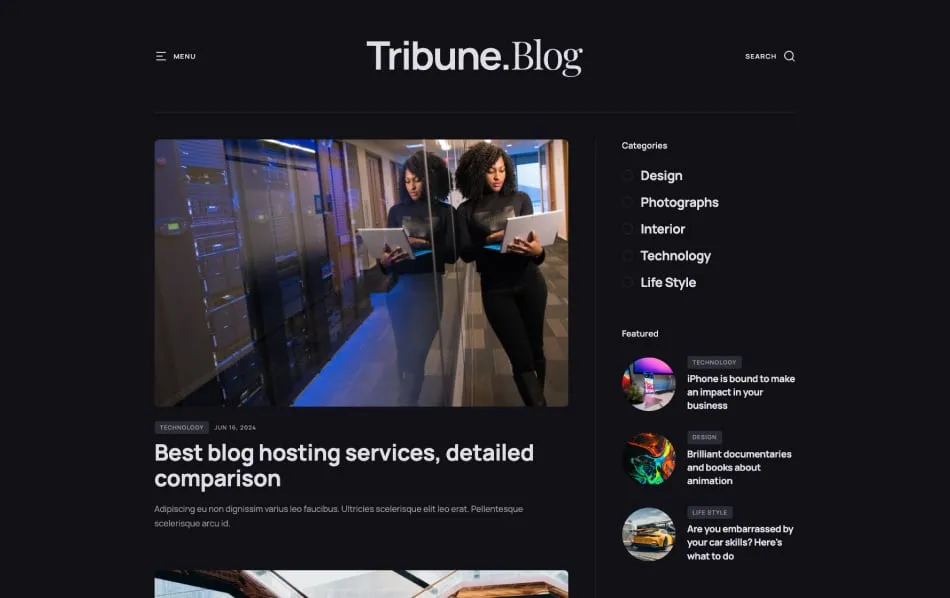 MENU
Tribune.Blog
SEARCH
TECHNOLOGY JUN 16, 2024
Best blog hosting services, detailed
comparison
Adipiscing eu non dignissim varius leo faucibus. Ultricies scelerisque elit leo erat. Pellentesque
scelerisque arcu id.
Categories
Design
Photographs
Interior
Technology
Life Style
Featured
TECHNOLOGY
iPhone is bound to make
an impact in your
business
DESIGN
Brilliant documentaries
and books about
animation
LIFE STYLE
Are you embarrassed by
your car skills? Here's
what to do